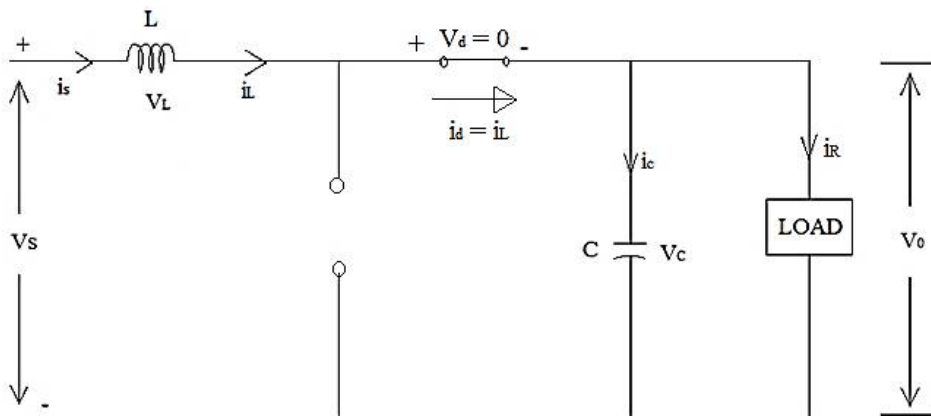 L
+
+ Vd = 0 -
is
iL
VL
id = iL
ic
iR
VS
C
VC
LOAD
V0
-